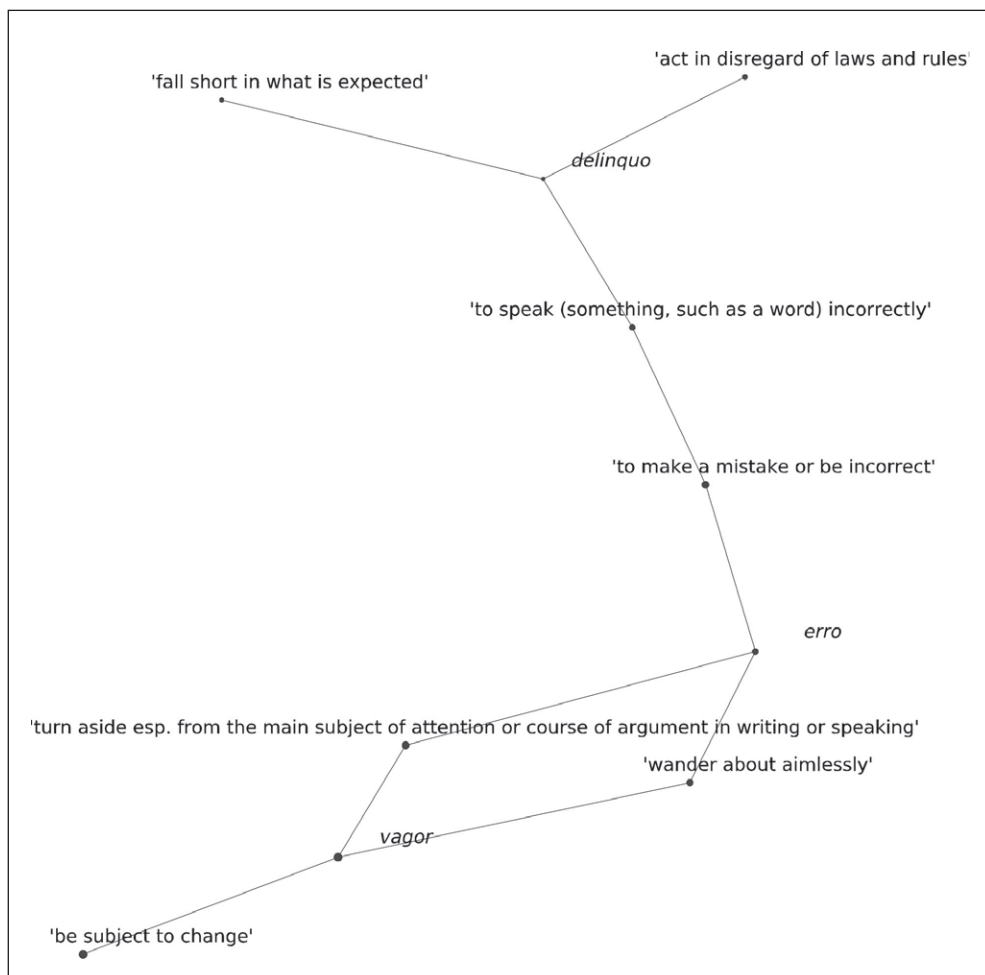 'act in disregard of laws and rules'
'fall short in what is expected'
delinquo
'to speak (something, such as a word) incorrectly'
'to make a mistake or be incorrect'
erro
'turn aside esp. from the main subject of attention or course of argument in writing or speaking'
'wander about aimlessly'
vagor
'be subject to change'